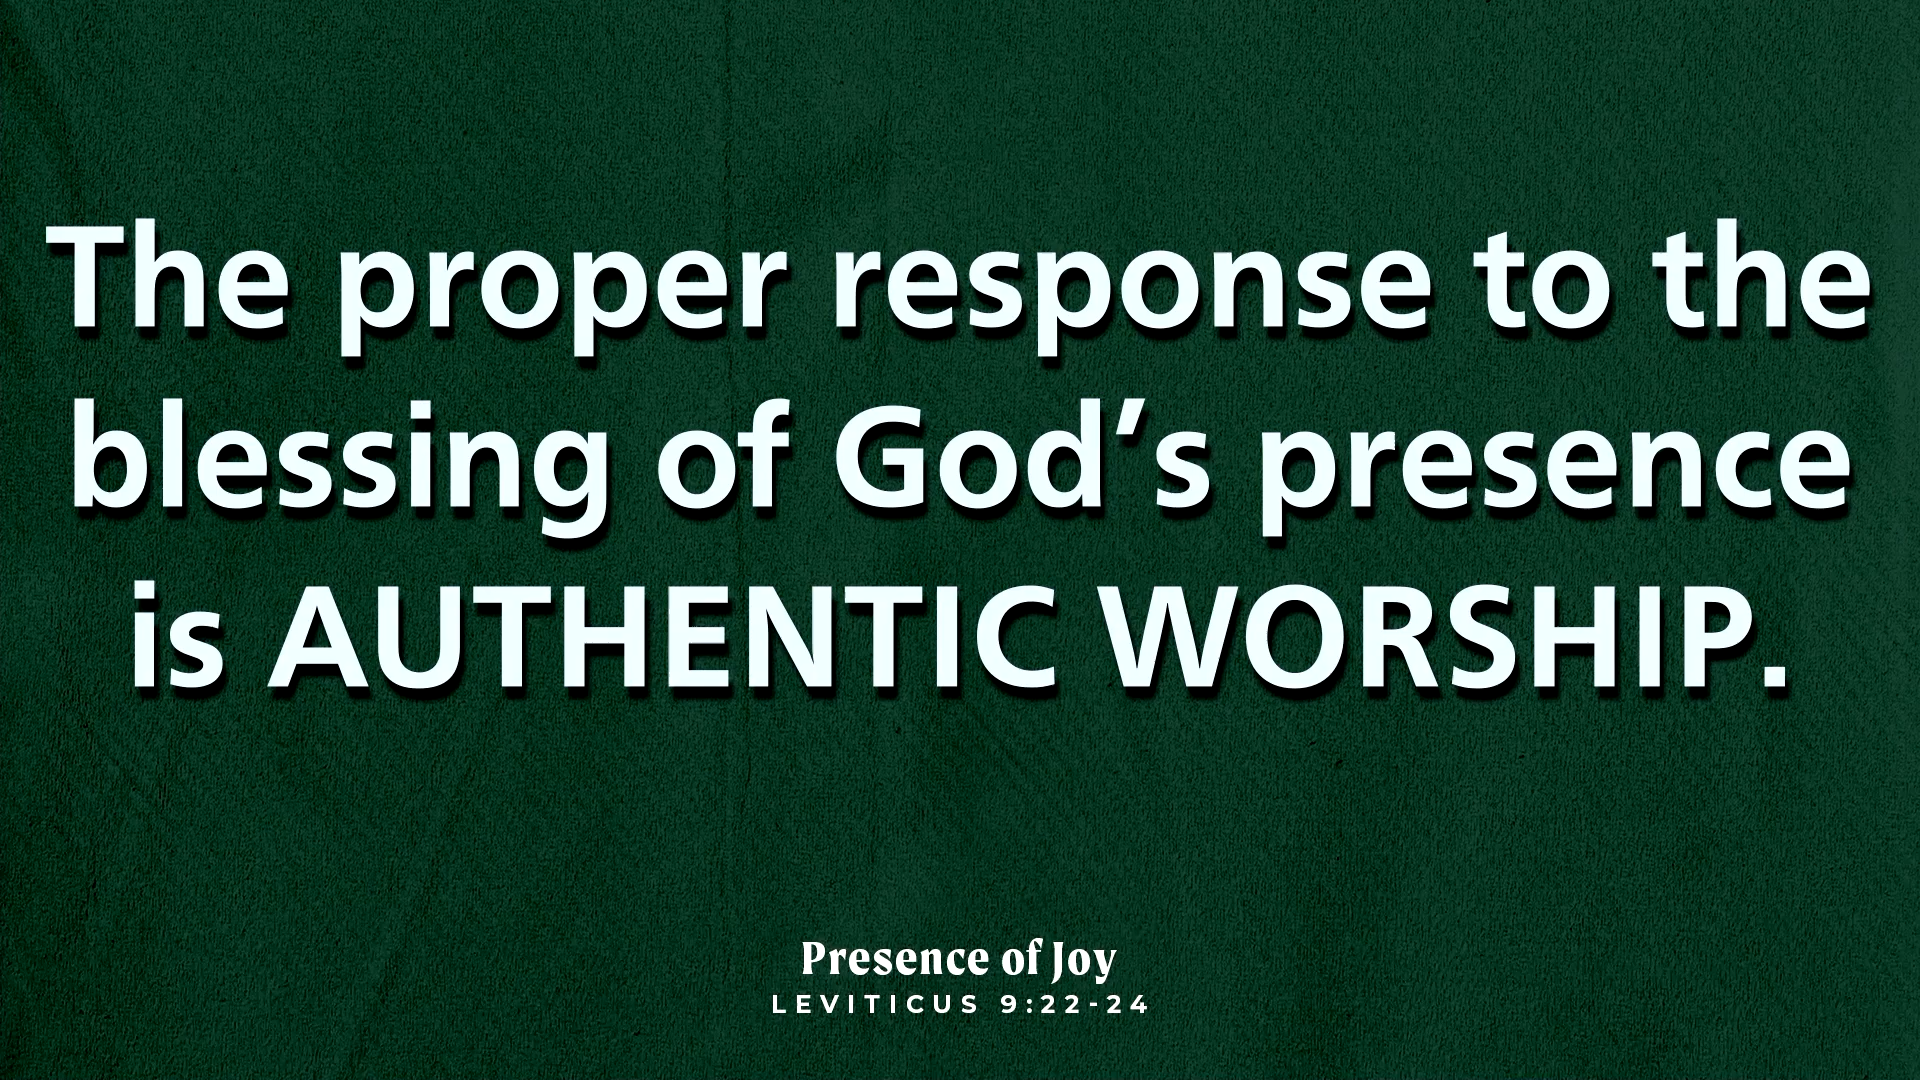 The proper response to the
blessing of God’s presence
is AUTHENTIC WORSHIP.
Presence of Joy
LEVITICUS 9:22-24